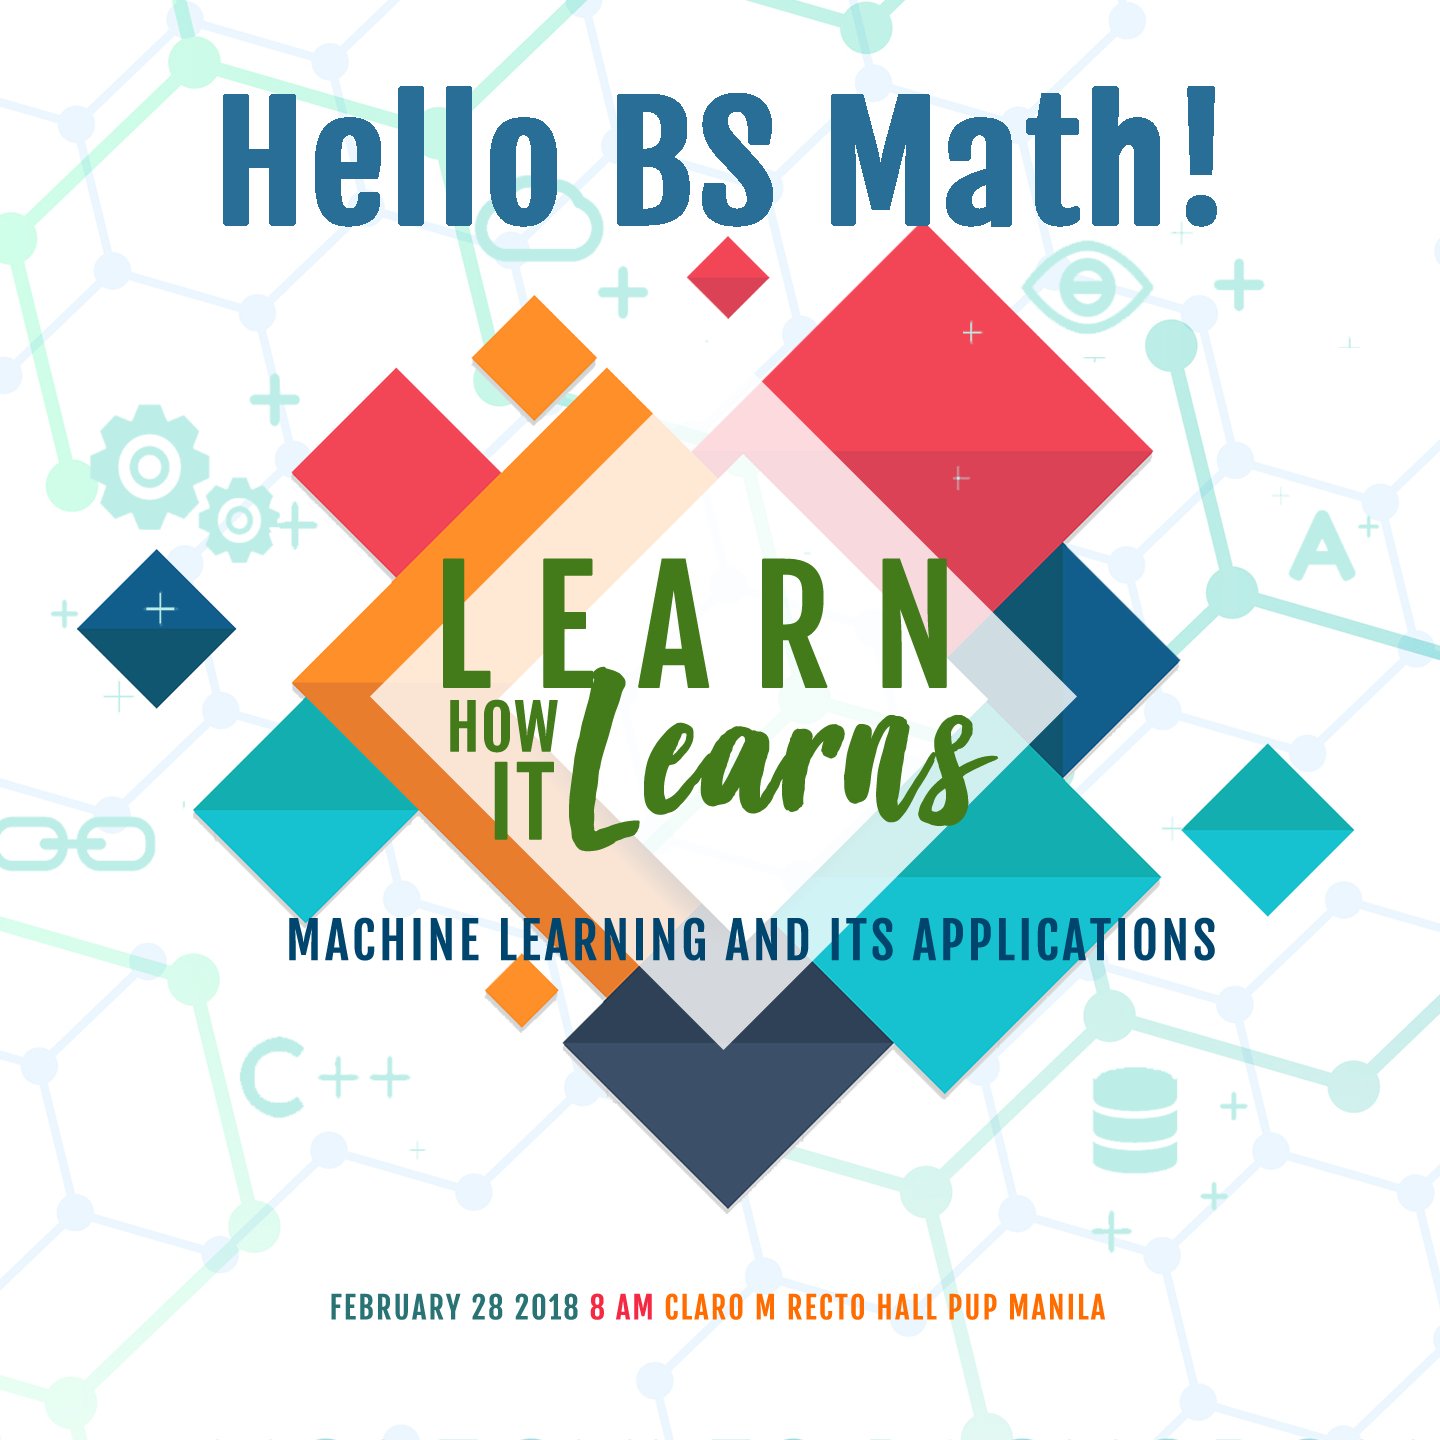 Hello BS Math!
A
LEARN
HOW
IT Learns
MACHINE LEARNING AND ITS APPLICATIONS
C++
FEBRUARY 28 2018 8 AM CLARO M RECTO HALL PUP MANILA